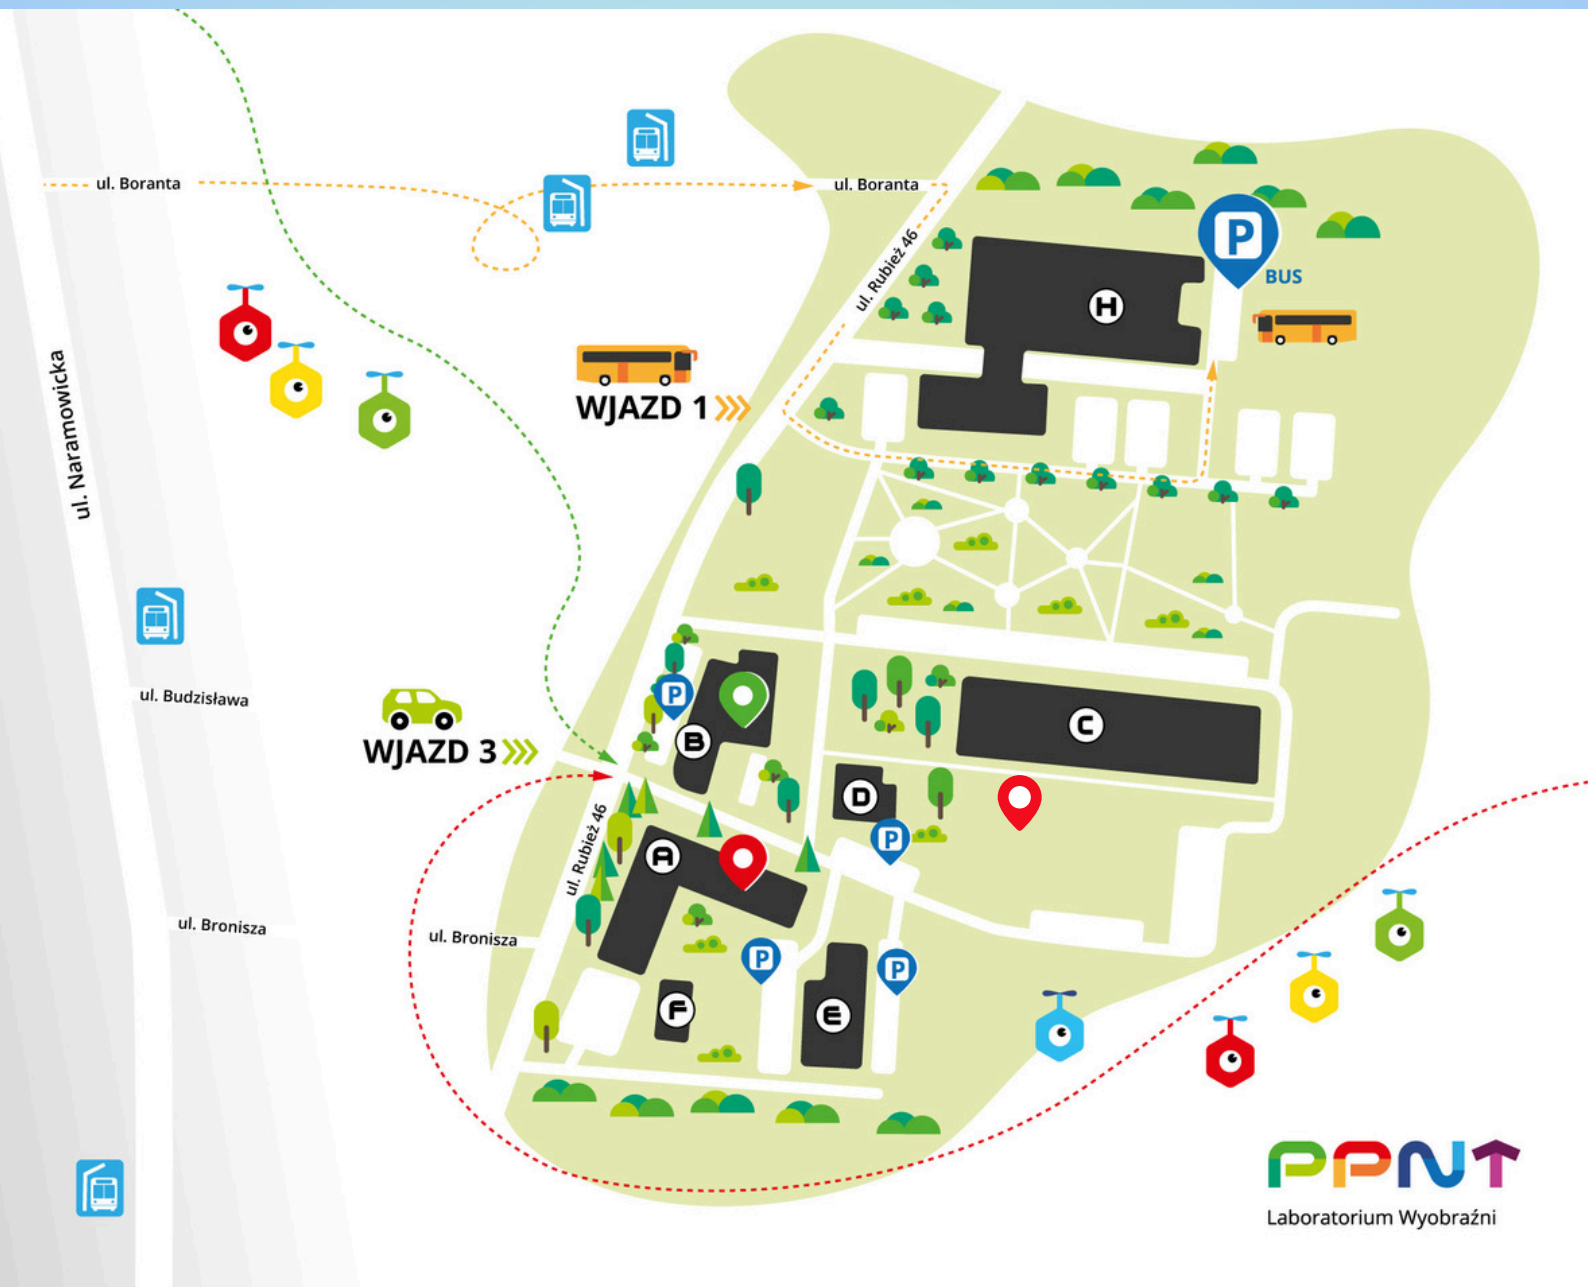 ul. Boranta
ul. Boranta
ul. Rubież 46
P
BUS
H
ul. Naramowicka
WJAZD 1
ul. Budzisława
P
B
C
WJAZD 3
D
P
ul. Rubież 46
A
ul. Bronisza
ul. Bronisza
P
P
F
E
PPNT
Laboratorium Wyobraźni